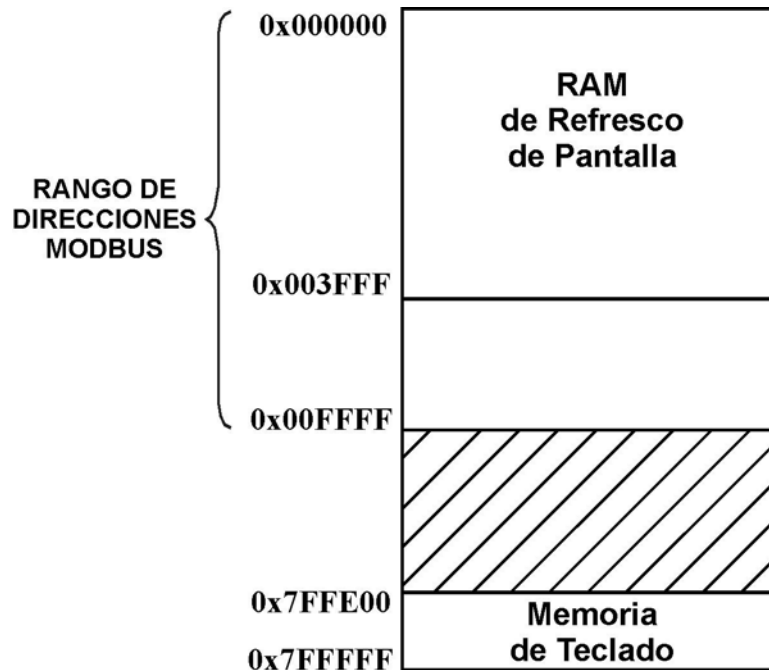 0x000000
RAM
de Refresco
de Pantalla
RANGO DE
DIRECCIONES
MODBUS
0x003FFF
0x00FFFF
0x7FFE00
Memoria
de Teclado
0x7FFFFF